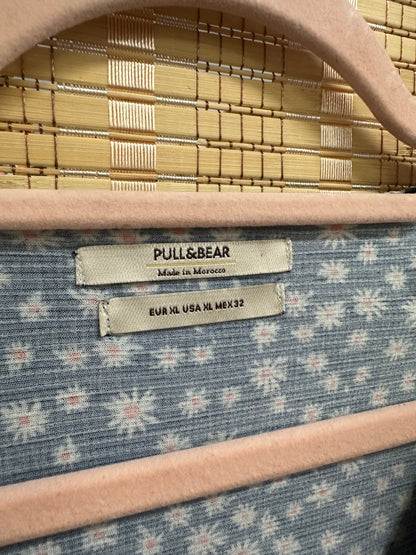 PULL&BEAR
Made in Morocco
EUR XL USA XL MEX 32